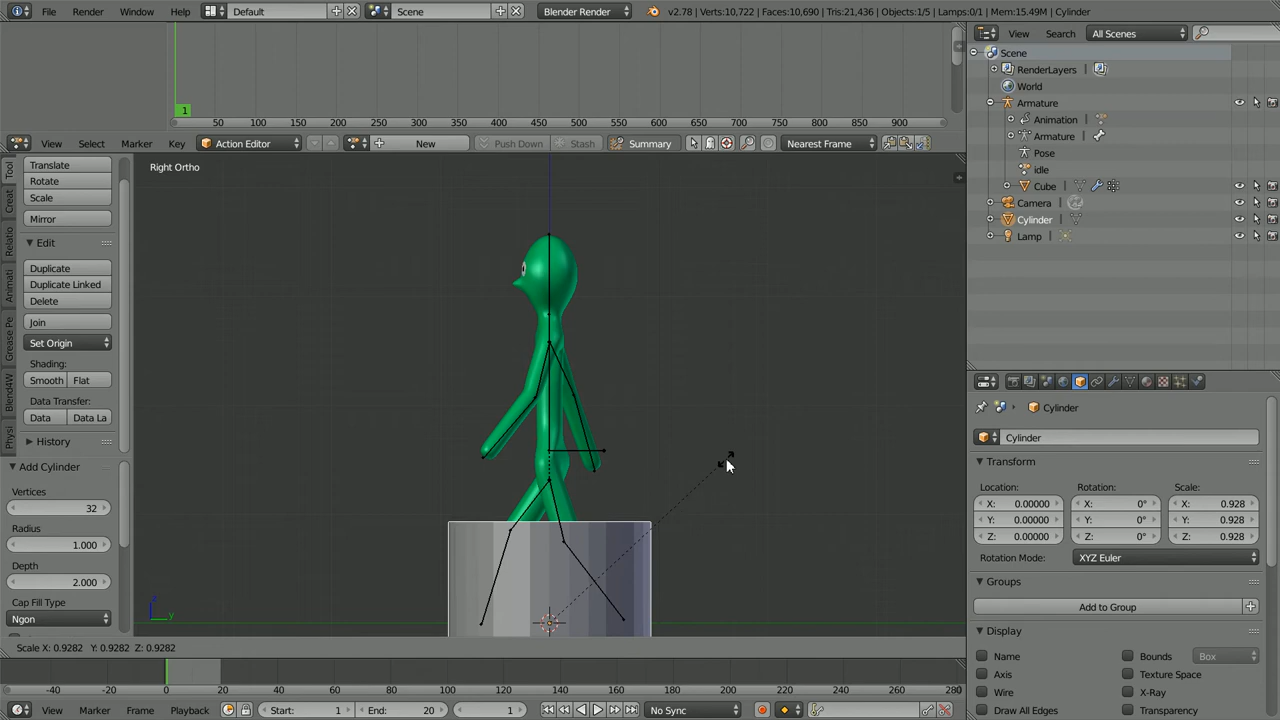 File Render Window Help Default Scene Blender Render v2.78 | Verts:10,722 | Faces:10,690 | Tris:21,436 | Objects:1/5 | Lamps:0/1 | Mem:15.49M | Cylinder
View Search All Scenes
Scene
RenderLayers
World
Armature
Animation
Armature
Pose
idle
Cube
Camera
Cylinder
Lamp
1
50 100 150 200 250 300 350 400 450 500 550 600 650 700 750 800 850 900
View Select Marker Key Action Editor New Push Down Stash Summary Nearest Frame
Tool
Creat
Relatio
Animati
Grease Pe
Blend4W
Physi
Translate
Rotate
Scale
Mirror
Edit
Duplicate
Duplicate Linked
Delete
Join
Set Origin
Shading:
Smooth Flat
Data Transfer:
Data Data La
History
Add Cylinder
Vertices
32
Radius
1.000
Depth
2.000
Cap Fill Type
Ngon
Right Ortho
z
y
Scale X: 0.9282 Y: 0.9282 Z: 0.9282
Cylinder
Cylinder
Transform
Location: Rotation: Scale:
X: 0.00000 X: 0° X: 0.928
Y: 0.00000 Y: 0° Y: 0.928
Z: 0.00000 Z: 0° Z: 0.928
Rotation Mode: XYZ Euler
Groups
Add to Group
Display
Name Bounds Box
Axis Texture Space
Wire X-Ray
Draw All Edges Transparency
-40 -20 0 20 40 60 80 100 120 140 160 180 200 220 240 260 280
View Marker Frame Playback Start: 1 End: 20 1 No Sync